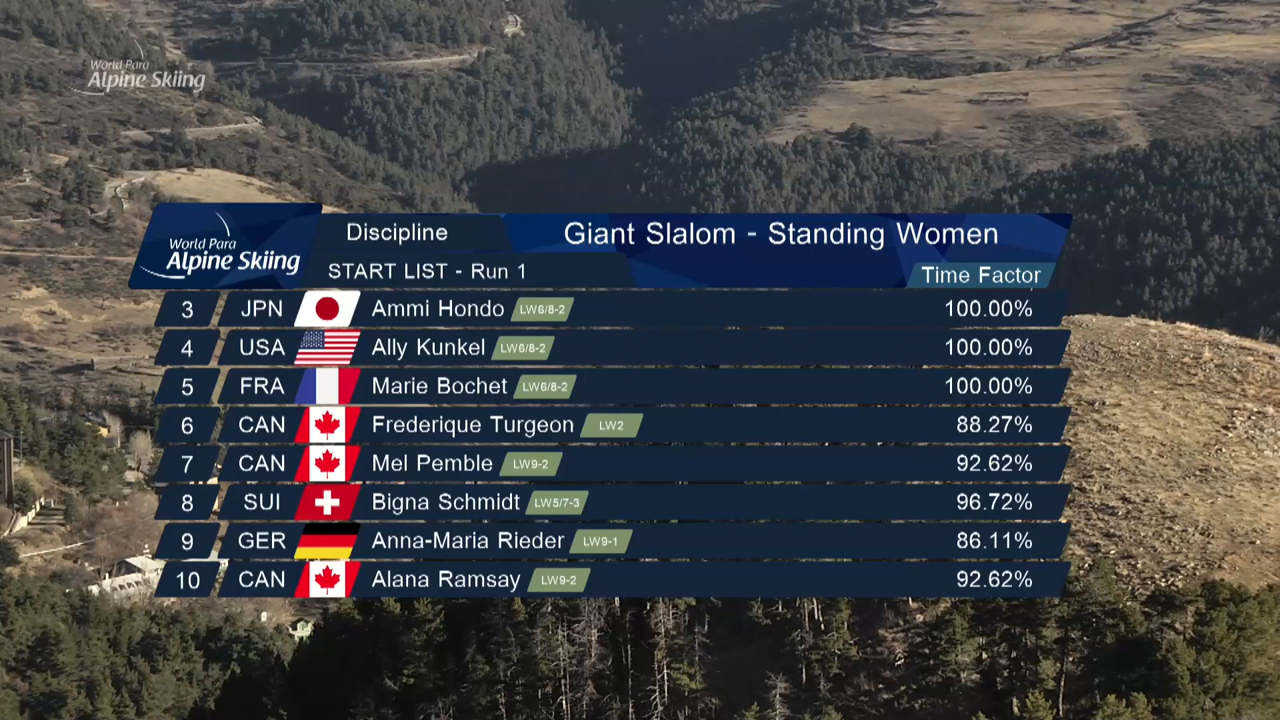 World Para
Alpine Skiing
World Para
Alpine Skiing
Discipline Giant Slalom - Standing Women
START LIST - Run 1 Time Factor
3 JPN Ammi Hondo LW6/8-2 100.00%
4 USA Ally Kunkel LW6/8-2 100.00%
5 FRA Marie Bochet LW6/8-2 100.00%
6 CAN Frederique Turgeon LW2 88.27%
7 CAN Mel Pemble LW9-2 92.62%
8 SUI Bigna Schmidt LW5/7-3 96.72%
9 GER Anna-Maria Rieder LW9-1 86.11%
10 CAN Alana Ramsay LW9-2 92.62%